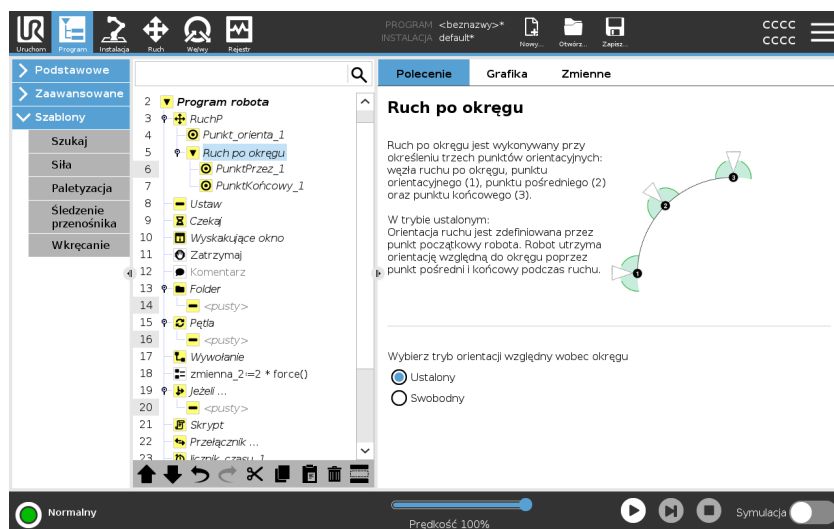 UR
Uruchom
Program
Instalacja
Ruch
We/wy
Rejestr
PROGRAM <beznazwy>*
INSTALACJA default*
Nowy...
Otwórz...
Zapisz...
cccc
cccc
Podstawowe
Zaawansowane
Szablony
Szukaj
Siła
Paletyzacja
Śledzenie
przenośnika
Wkręcanie
2 Program robota
3 RuchP
4 Punkt_orienta_1
5 Ruch po okręgu
6 PunktPrzez_1
7 PunktKońcowy_1
8 Ustaw
9 Czekaj
10 Wyskakujące okno
11 Zatrzymaj
12 Komentarz
13 Folder
14 <pusty>
15 Pętla
16 <pusty>
17 Wywołanie
18 zmienna_2≔2 * force()
19 Jeżeli ...
20 <pusty>
21 Skrypt
22 Przełącznik ...
23 licznik_czasu_1
Polecenie
Grafika
Zmienne
Ruch po okręgu
Ruch po okręgu jest wykonywany przy
określeniu trzech punktów orientacyjnych:
węzła ruchu po okręgu, punktu
orientacyjnego (1), punktu pośredniego (2)
oraz punktu końcowego (3).
W trybie ustalonym:
Orientacja ruchu jest zdefiniowana przez
punkt początkowy robota. Robot utrzyma
orientację względną do okręgu poprzez
punkt pośredni i końcowy podczas ruchu.
1
2
3
Wybierz tryb orientacji względny wobec okręgu
Ustalony
Swobodny
Normalny
Prędkość 100%
Symulacja